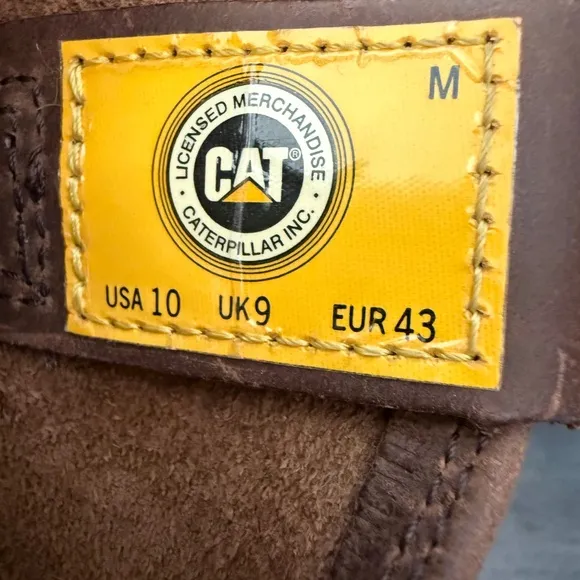 M
LICENSED MERCHANDISE
CAT®
CATERPILLAR INC.
USA 10 UK 9 EUR 43